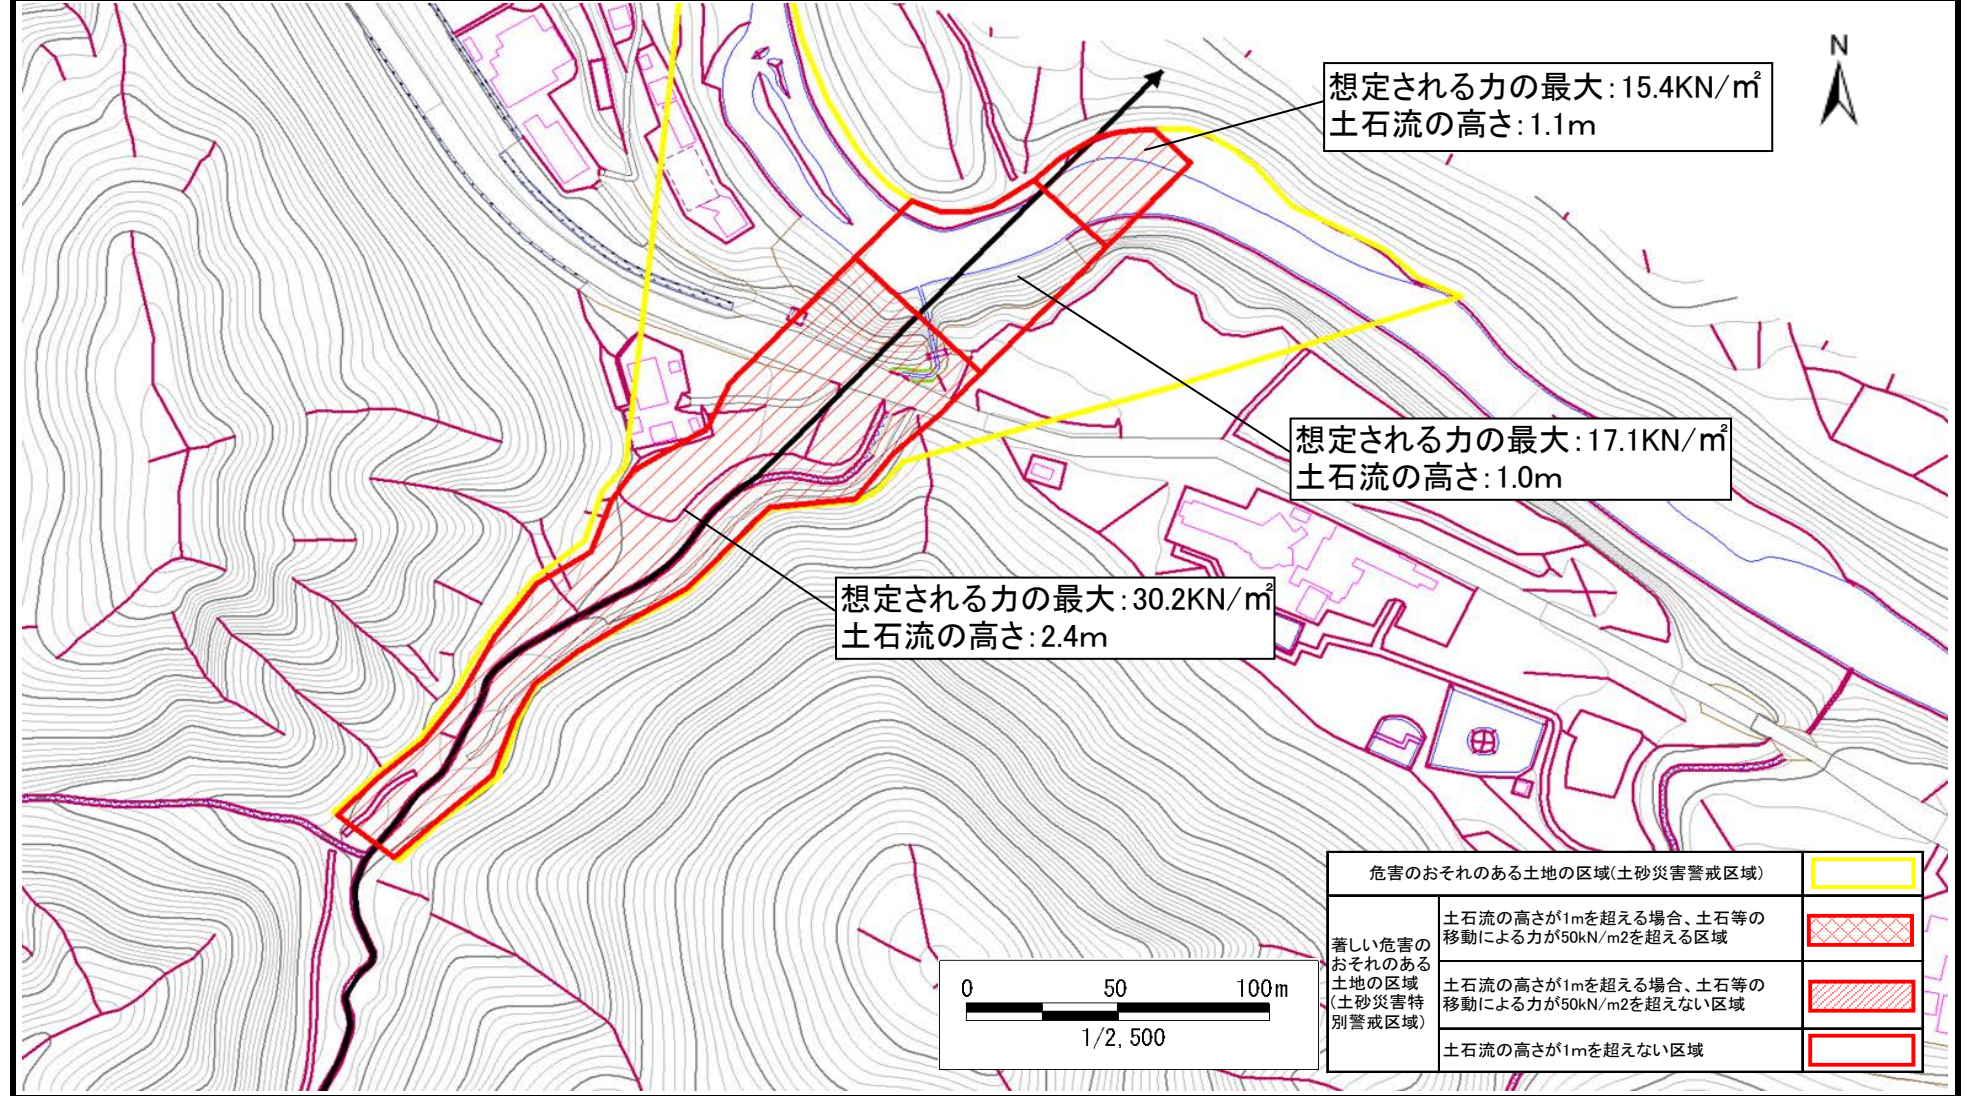 N
想定される力の最大：15.4KN/㎡
土石流の高さ：1.1m
想定される力の最大：17.1KN/㎡
土石流の高さ：1.0m
想定される力の最大：30.2KN/㎡
土石流の高さ：2.4m
0 50 100m
1/2,500
危害のおそれのある土地の区域(土砂災害警戒区域)
著しい危害の
おそれのある
土地の区域
(土砂災害特
別警戒区域)
土石流の高さが1mを超える場合、土石等の
移動による力が50kN/m2を超える区域
土石流の高さが1mを超える場合、土石等の
移動による力が50kN/m2を超えない区域
土石流の高さが1mを超えない区域